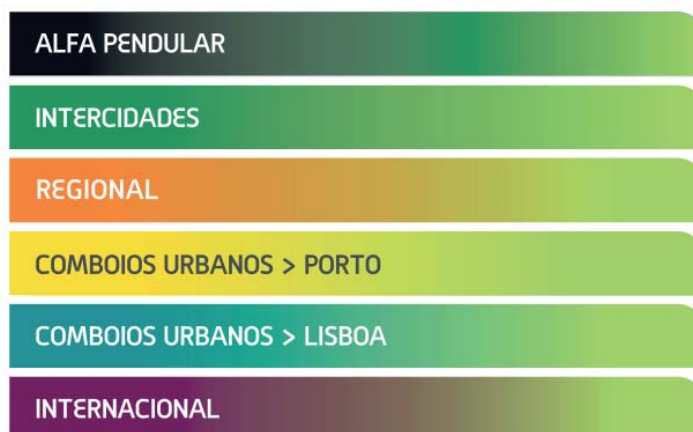 ALFA PENDULAR
INTERCIDADES
REGIONAL
COMBOIOS URBANOS > PORTO
COMBOIOS URBANOS > LISBOA
INTERNACIONAL